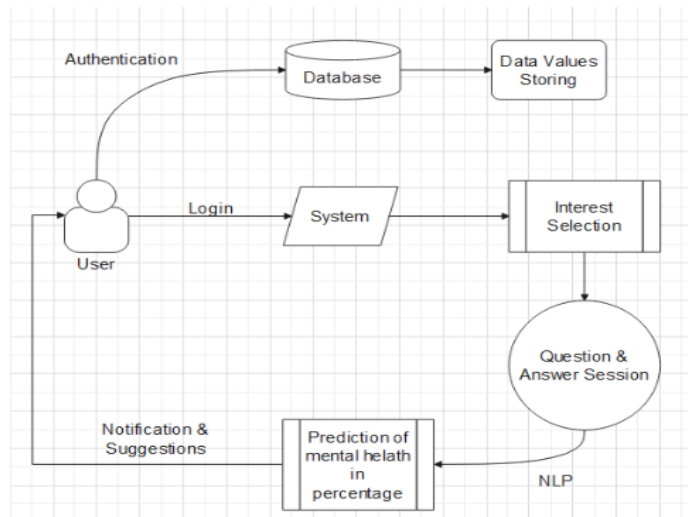 Authentication
Database
Data Values
Storing
Login
System
Interest
Selection
User
Question &
Answer Session
Notification &
Suggestions
Prediction of
mental helath
in
percentage
NLP